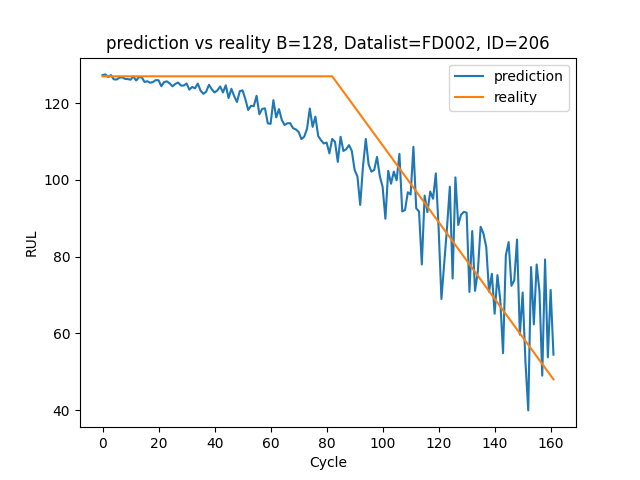 prediction vs reality B=128, Datalist=FD002, ID=206
prediction
reality
RUL
120
100
80
60
40
0 20 40 60 80 100 120 140 160
Cycle